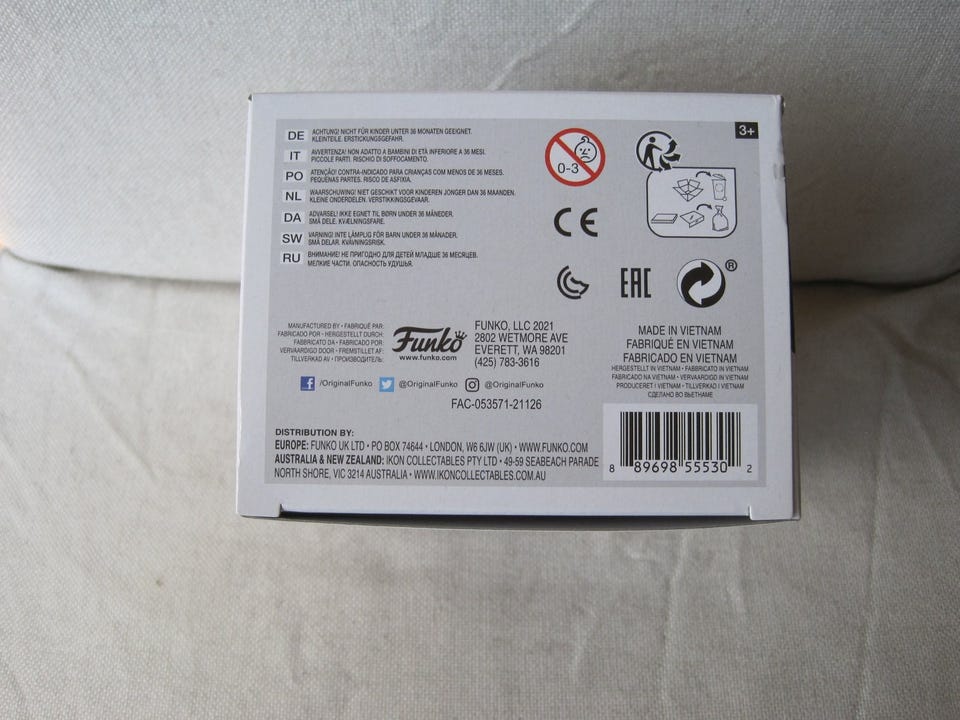 DE ACHTUNG! NICHT FÜR KINDER UNTER 36 MONATEN GEEIGNET.
KLEINTEILE. ERSTICKUNGSGEFAHR.
IT AVVERTENZA! NON ADATTO A BAMBINI DI ETÀ INFERIORE A 36 MESI.
PICCOLE PARTI. RISCHIO DI SOFFOCAMENTO.
PO ATENÇÃO! CONTRA-INDICADO PARA CRIANÇAS COM MENOS DE 36 MESES.
PEQUENAS PARTES. RISCO DE ASFIXIA.
NL WAARSCHUWING! NIET GESCHIKT VOOR KINDEREN JONGER DAN 36 MAANDEN.
KLEINE ONDERDELEN. VERSTIKKINGSGEVAAR.
DA ADVARSEL! IKKE EGNET TIL BØRN UNDER 36 MÅNEDER.
SMÅ DELE. KVÆLNINGSFARE.
SW VARNING! INTE LÄMPLIG FÖR BARN UNDER 36 MÅNADER.
SMÅ DELAR. KVÄVNINGSRISK.
RU ВНИМАНИЕ! НЕ ПРИГОДНО ДЛЯ ДЕТЕЙ МЛАДШЕ 36 МЕСЯЦЕВ.
МЕЛКИЕ ЧАСТИ. ОПАСНОСТЬ УДУШЬЯ.
0-3
3+
CE
EAC
®
MANUFACTURED BY • FABRIQUÉ PAR:
FABRICADO POR • HERGESTELLT DURCH:
FABBRICATO DA • FABRICADO POR:
VERVAARDIGD DOOR • FREMSTILLET AF:
TILLVERKAD AV • ПРОИЗВОДИТЕЛЬ:
Funko
www.funko.com
FUNKO, LLC 2021
2802 WETMORE AVE
EVERETT, WA 98201
(425) 783-3616
/OriginalFunko @OriginalFunko @OriginalFunko
FAC-053571-21126
MADE IN VIETNAM
FABRIQUÉ EN VIETNAM
FABRICADO EN VIETNAM
HERGESTELLT IN VIETNAM • FABBRICATO IN VIETNAM
FABRICADO NA VIETNAM • VERVAARDIGD IN VIETNAM
PRODUCERET I VIETNAM • TILLVERKAD I VIETNAM
СДЕЛАНО ВО ВЬЕТНАМЕ
DISTRIBUTION BY:
EUROPE: FUNKO UK LTD • PO BOX 74644 • LONDON, W6 6JW (UK) • WWW.FUNKO.COM
AUSTRALIA & NEW ZEALAND: IKON COLLECTABLES PTY LTD • 49-59 SEABEACH PARADE
NORTH SHORE, VIC 3214 AUSTRALIA • WWW.IKONCOLLECTABLES.COM.AU
8 89698 55530 2